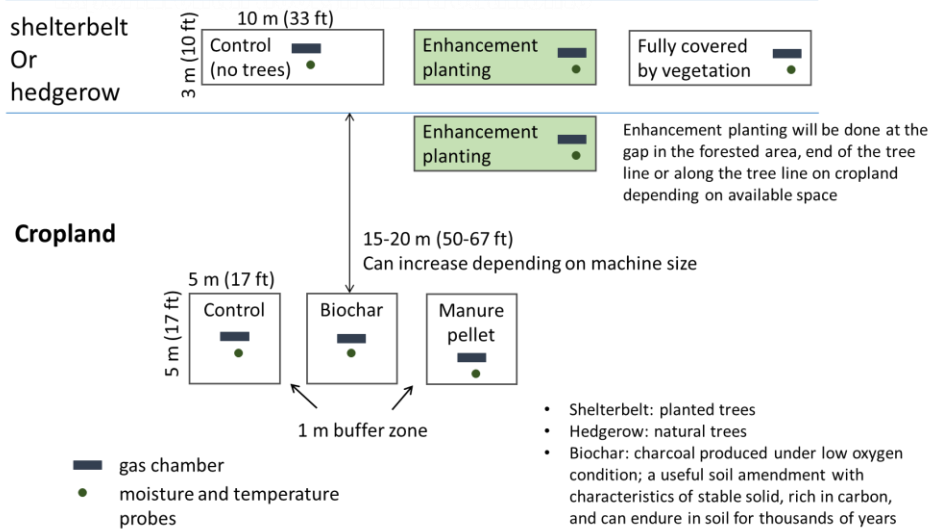 shelterbelt
Or
hedgerow
3 m (10 ft)
10 m (33 ft)
Control
(no trees)
Enhancement
planting
Fully covered
by vegetation
Enhancement
planting
Enhancement planting will be done at the
gap in the forested area, end of the tree
line or along the tree line on cropland
depending on available space
Cropland
15-20 m (50-67 ft)
Can increase depending on machine size
5 m (17 ft)
5 m (17 ft)
Control
Biochar
Manure
pellet
1 m buffer zone
gas chamber
moisture and temperature
probes
• Shelterbelt: planted trees
• Hedgerow: natural trees
• Biochar: charcoal produced under low oxygen
condition; a useful soil amendment with
characteristics of stable solid, rich in carbon,
and can endure in soil for thousands of years